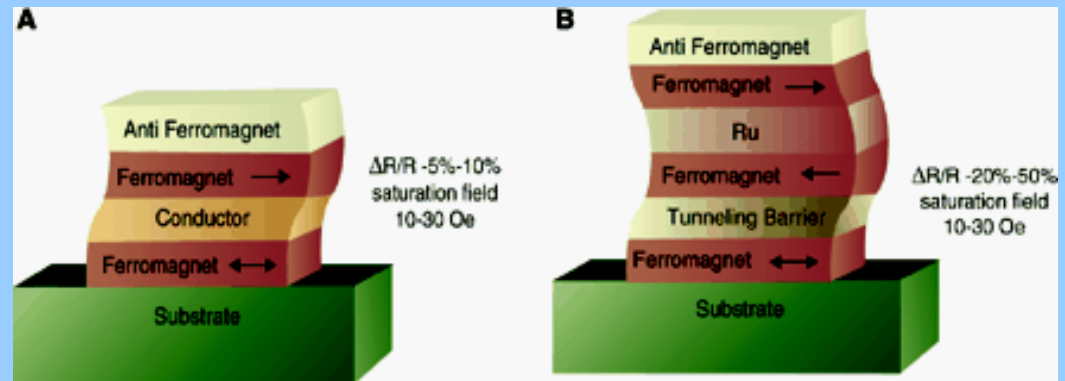 A
Anti Ferromagnet
Ferromagnet →
Conductor
Ferromagnet ↔
Substrate
ΔR/R -5%-10%
saturation field
10-30 Oe
B
Anti Ferromagnet
Ferromagnet →
Ru
Ferromagnet ←
Tunneling Barrier
Ferromagnet ↔
Substrate
ΔR/R -20%-50%
saturation field
10-30 Oe